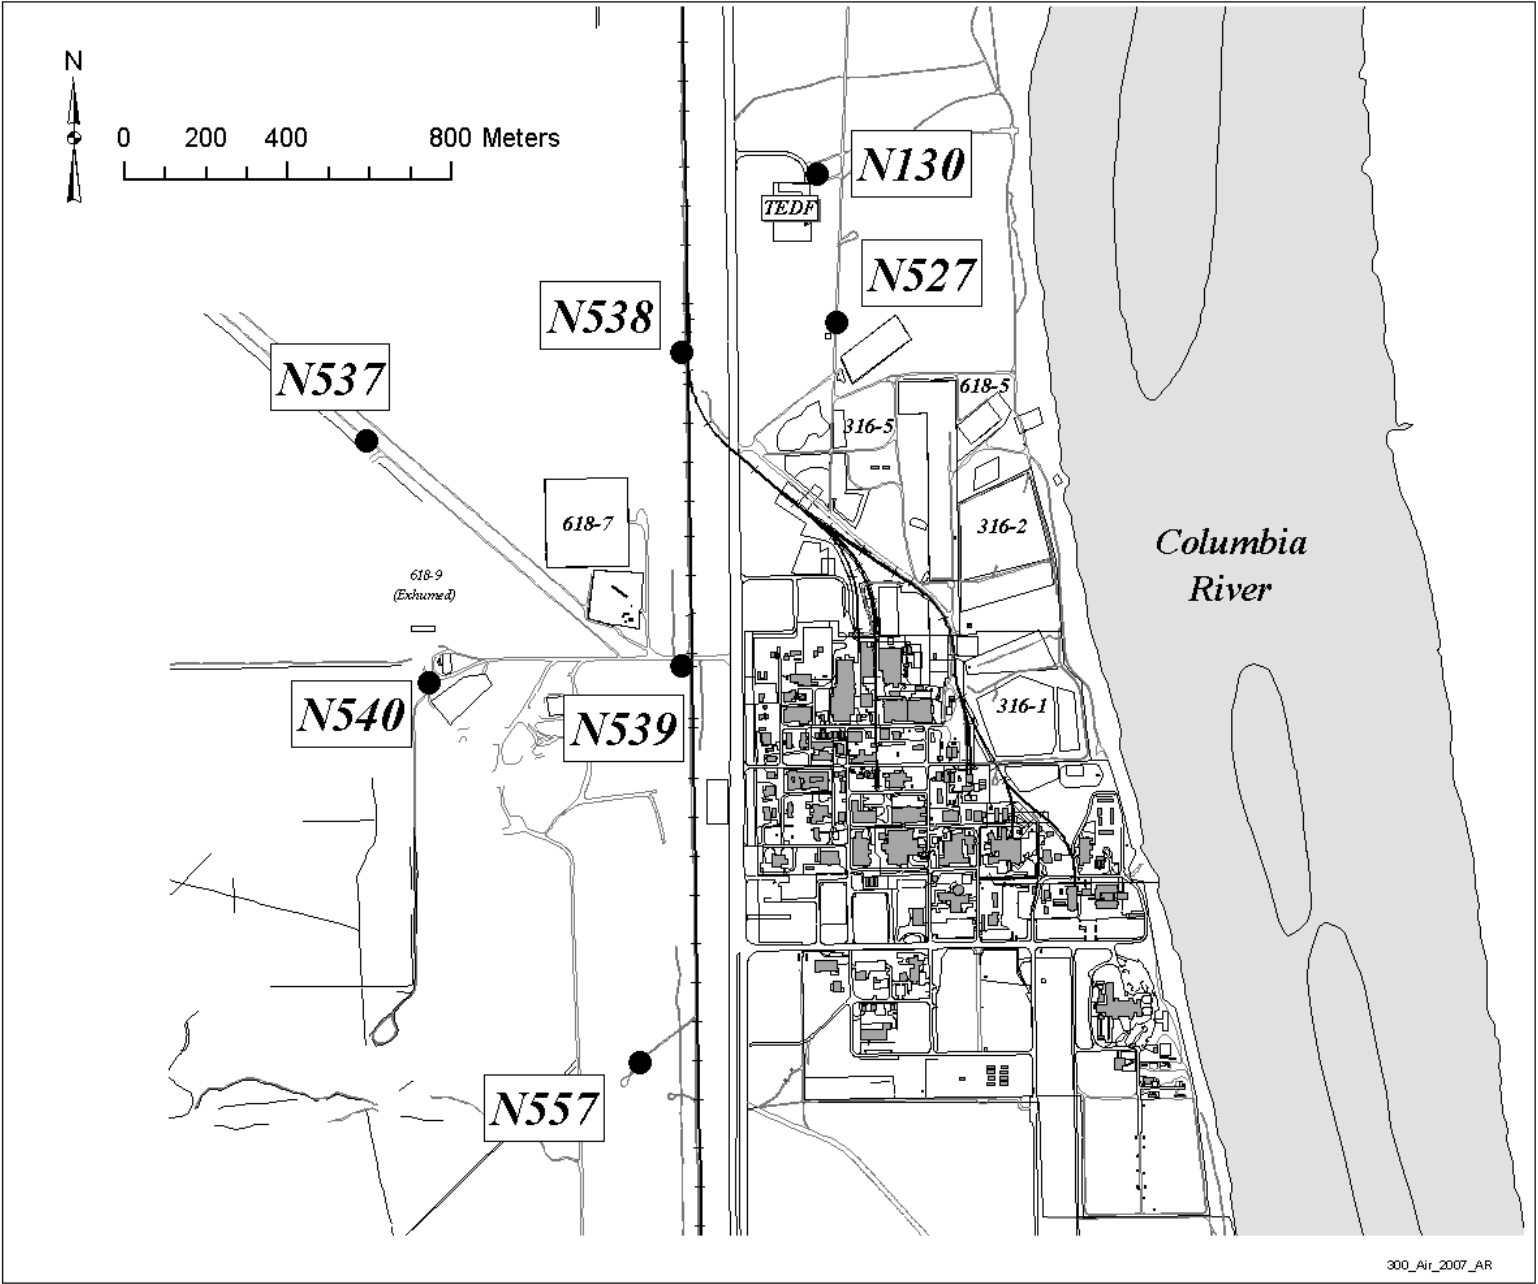 N
0 200 400 800 Meters
N130
TEDF
N527
N538
N537
618-5
316-5
618-7
316-2
Columbia
River
618-9
(Exhumed)
N540
N539
316-1
N557
300_Air_2007_AR